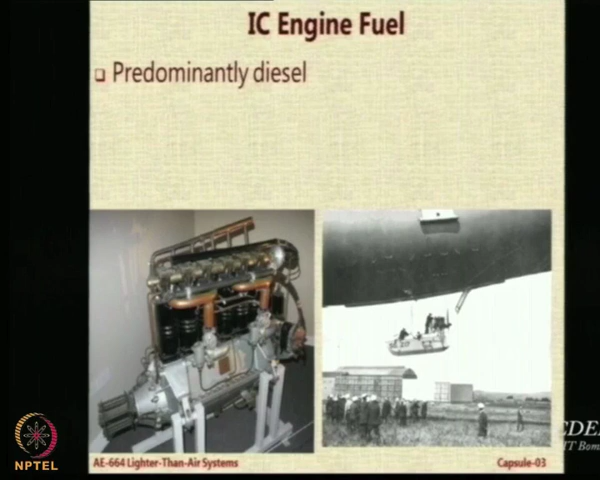 IC Engine Fuel
Predominantly diesel
AE-664 Lighter-Than-Air Systems
Capsule-03
NPTEL